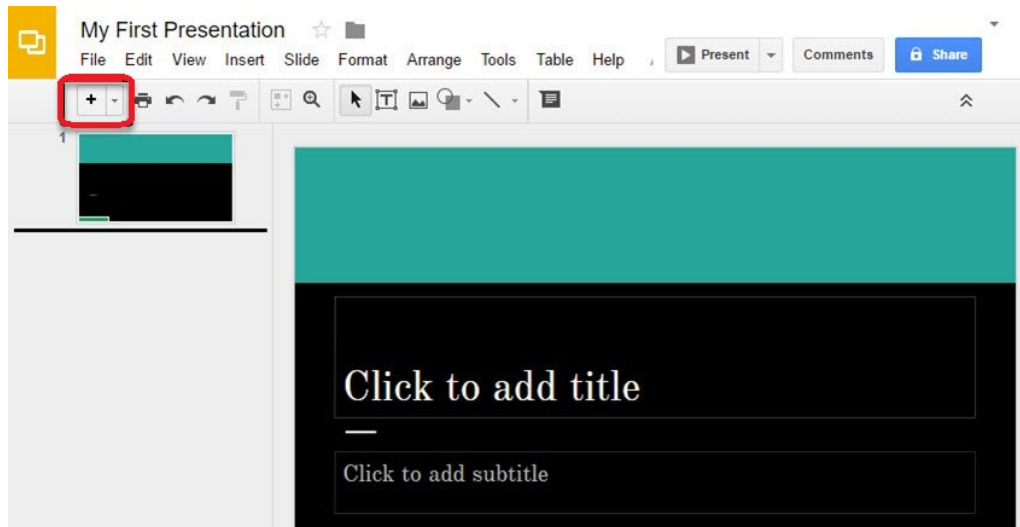 My First Presentation
File Edit View Insert Slide Format Arrange Tools Table Help
Present Comments Share
1
Click to add title
Click to add subtitle